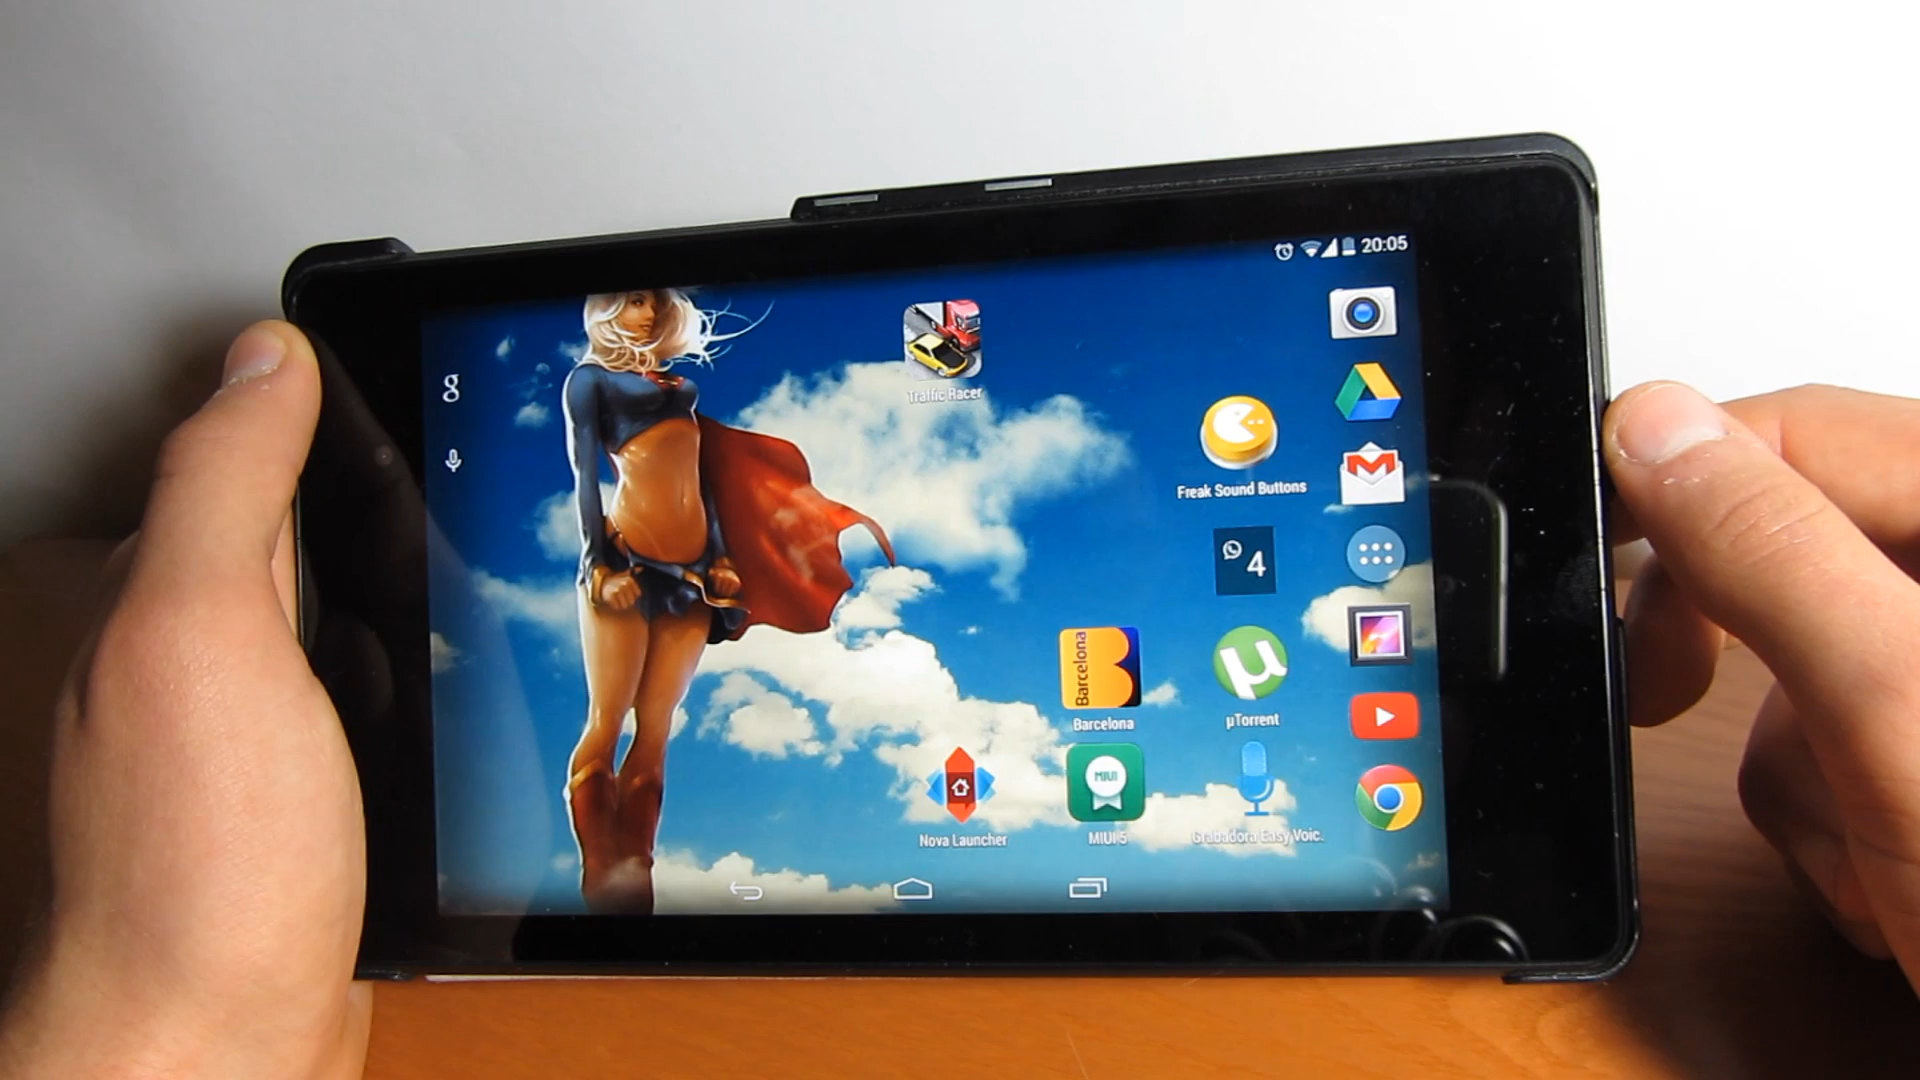 20:05
g
Traffic Racer
Freak Sound Buttons
4
Barcelona
Barcelona
µ
µTorrent
MIUI
Nova Launcher
MIUI 5
Grabadora Easy Voic.